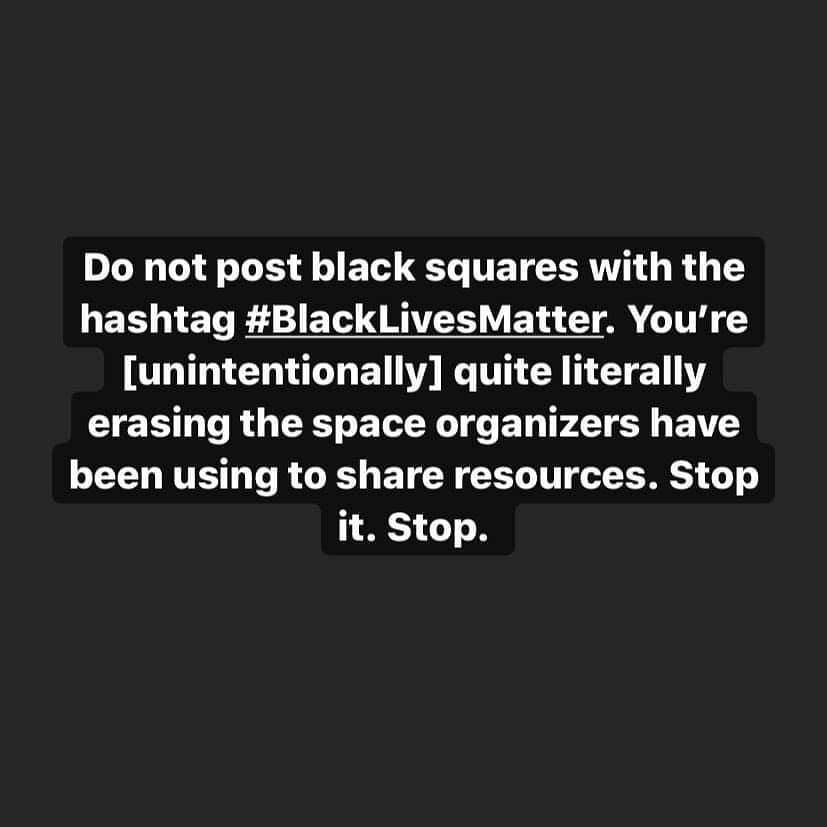 Do not post black squares with the
hashtag #BlackLivesMatter. You’re
[unintentionally] quite literally
erasing the space organizers have
been using to share resources. Stop
it. Stop.